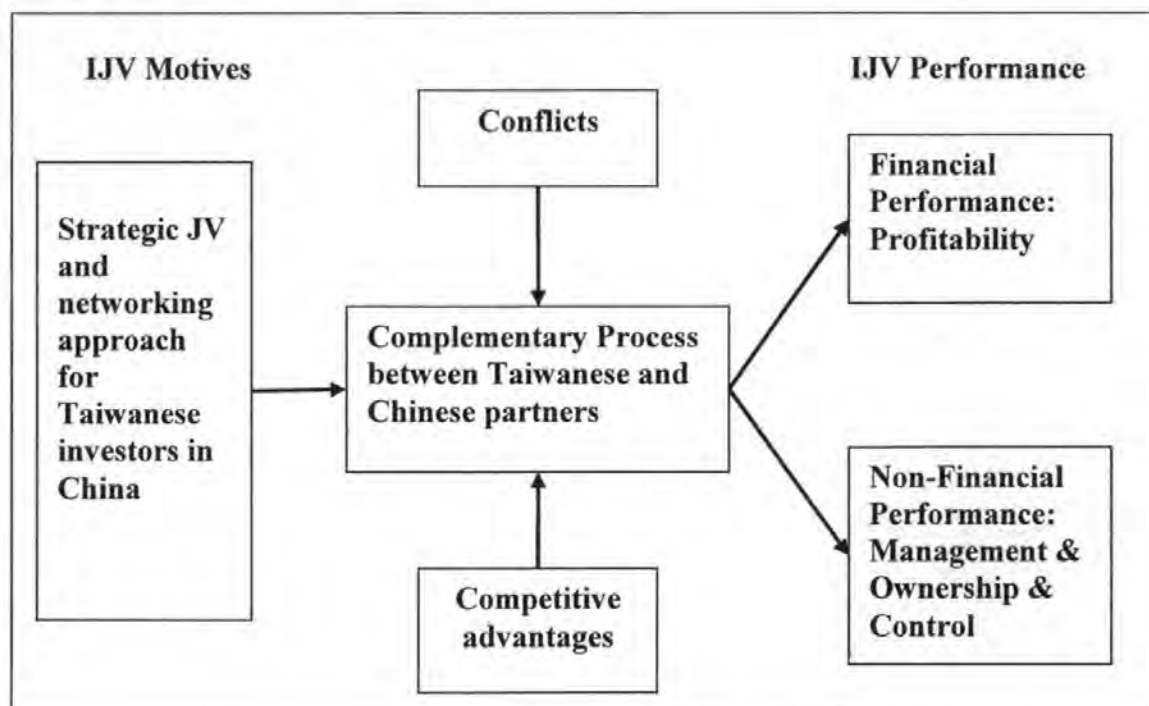 IJV Motives
IJV Performance
Conflicts
Strategic JV
and
networking
approach
for
Taiwanese
investors in
China
Complementary Process
between Taiwanese and
Chinese partners
Competitive
advantages
Financial
Performance:
Profitability
Non-Financial
Performance:
Management &
Ownership &
Control